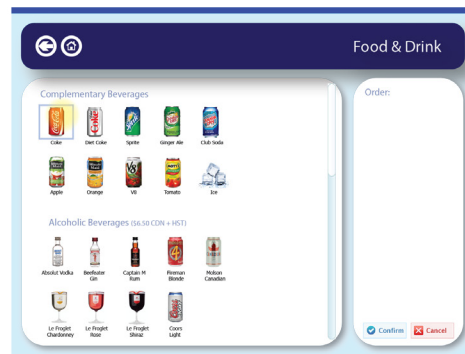 Food & Drink
Complementary Beverages
Order:
Coke
Diet Coke
Sprite
Ginger Ale
Club Soda
Apple
Orange
V8
Tomato
Ice
Alcoholic Beverages ($6.50 CDN + HST)
Absolut Vodka
Beefeater
Gin
Captain M
Rum
Fireman
Blonde
Molson
Canadian
Le Froglet
Chardonney
Le Froglet
Rose
Le Froglet
Shiraz
Coors
Light
Confirm
Cancel